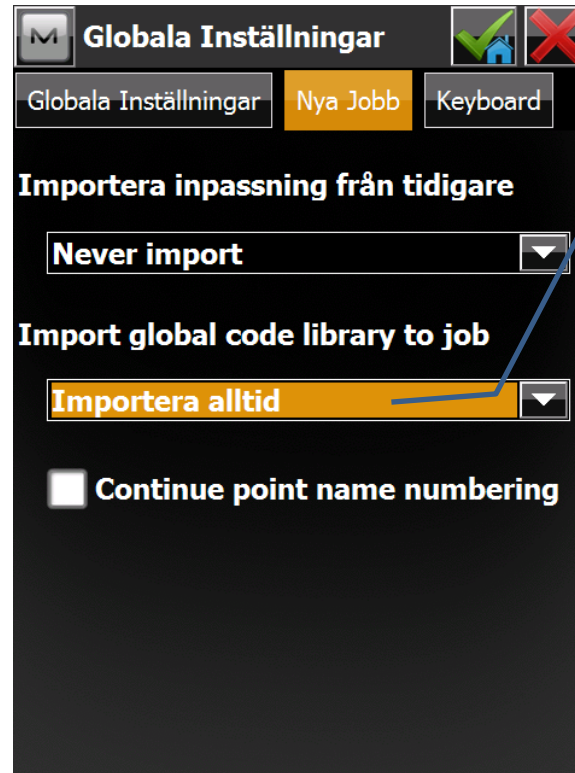 Globala Inställningar
Globala Inställningar
Nya Jobb
Keyboard
Importera inpassning från tidigare
Never import
Import global code library to job
Importera alltid
Continue point name numbering